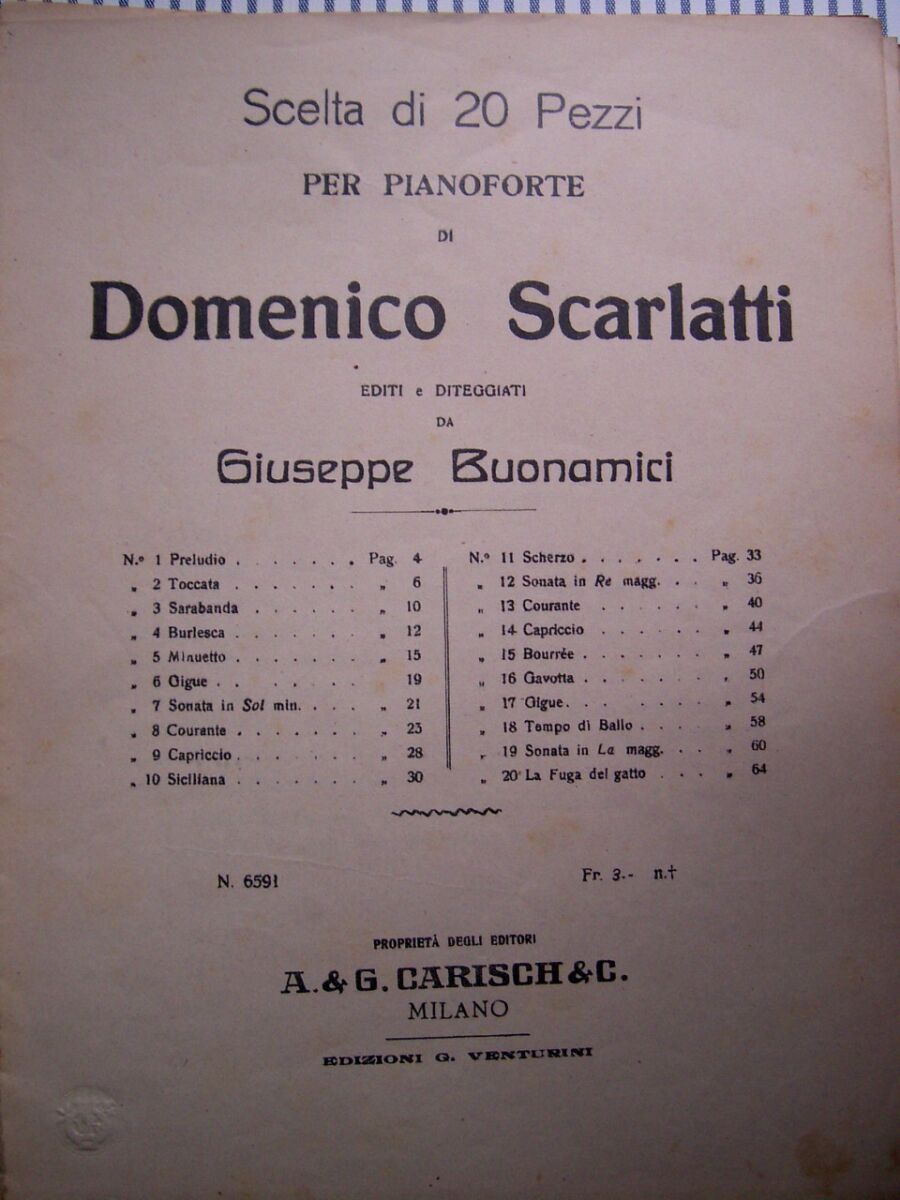 Scelta di 20 Pezzi
PER PIANOFORTE
DI
Domenico Scarlatti
EDITI e DITEGGIATI
DA
Giuseppe Buonamici
N.º 1 Preludio . . . . . . . Pag. 4
„ 2 Toccata . . . . . . . „ 6
„ 3 Sarabanda . . . . . . „ 10
„ 4 Burlesca . . . . . . . „ 12
„ 5 Minuetto . . . . . . . „ 15
„ 6 Gigue . . . . . . . 19
„ 7 Sonata in Sol min. . . . . „ 21
„ 8 Courante . . . . . . . „ 23
„ 9 Capriccio . . . . . . . „ 28
„ 10 Siciliana . . . . . . . „ 30
N.º 11 Scherzo . . . . . . . Pag. 33
„ 12 Sonata in Re magg. . . „ 36
„ 13 Courante . . . . . . „ 40
„ 14 Capriccio . . . . . . „ 44
„ 15 Bourrée . . . . . . . „ 47
„ 16 Gavotta . . . . . . . „ 50
„ 17 Gigue . . . . . . . „ 54
„ 18 Tempo di Ballo . . . . „ 58
„ 19 Sonata in La magg. . . „ 60
„ 20 La Fuga del gatto . . . „ 64
N. 6591
Fr. 3.- n.†
PROPRIETÀ DEGLI EDITORI
A. & G. CARISCH & C.
MILANO
EDIZIONI G. VENTURINI